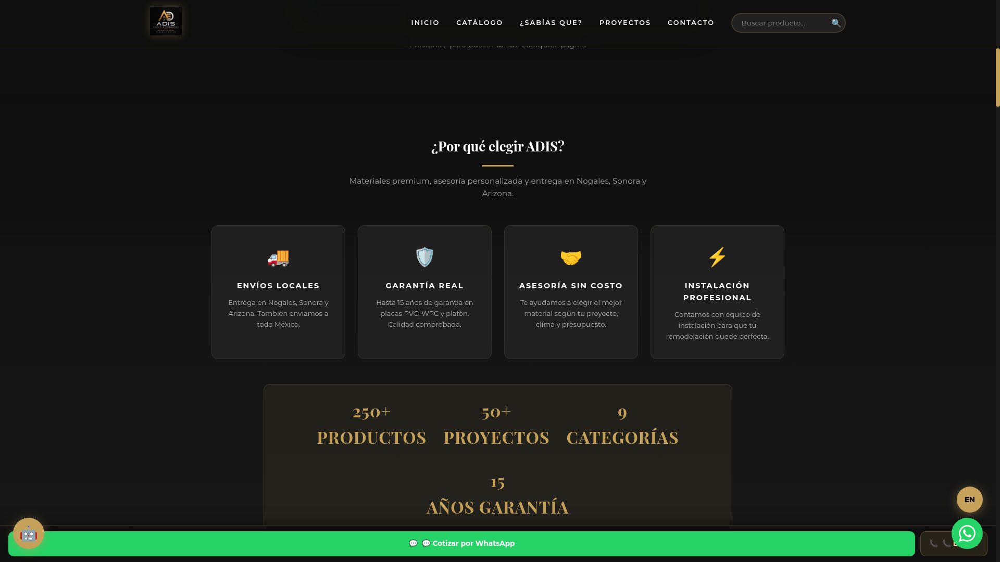 ADIS
INICIO
CATÁLOGO
¿SABÍAS QUE?
PROYECTOS
CONTACTO
Buscar producto...
Presiona / para buscar desde cualquier página
¿Por qué elegir ADIS?
Materiales premium, asesoría personalizada y entrega en Nogales, Sonora y
Arizona.
ENVÍOS LOCALES
Entrega en Nogales, Sonora y
Arizona. También enviamos a
todo México.
GARANTÍA REAL
Hasta 15 años de garantía en
placas PVC, WPC y plafón.
Calidad comprobada.
ASESORÍA SIN COSTO
Te ayudamos a elegir el mejor
material según tu proyecto,
clima y presupuesto.
INSTALACIÓN
PROFESIONAL
Contamos con equipo de
instalación para que tu
remodelación quede perfecta.
250+
PRODUCTOS
50+
PROYECTOS
9
CATEGORÍAS
15
AÑOS GARANTÍA
EN
Cotizar por WhatsApp